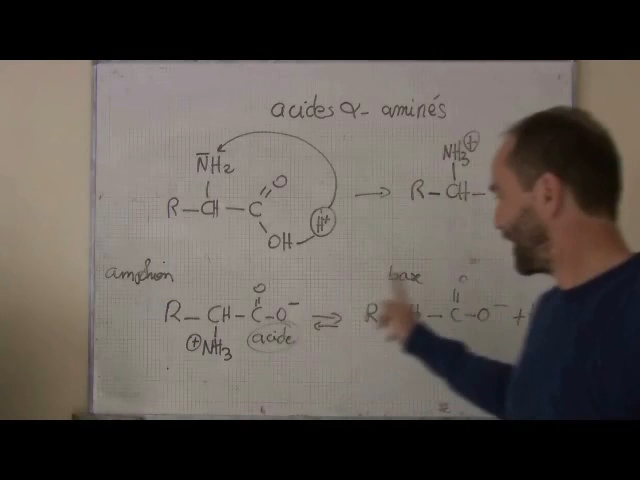 acides α- aminés
N̄H₂
O
R – CH – C
OH
H⁺
→
NH₃⊕
R – CH –
amphion
base
O
R – CH – C – O⁻
⊕NH₃
acide
⇌
O
R
H – C – O⁻ +